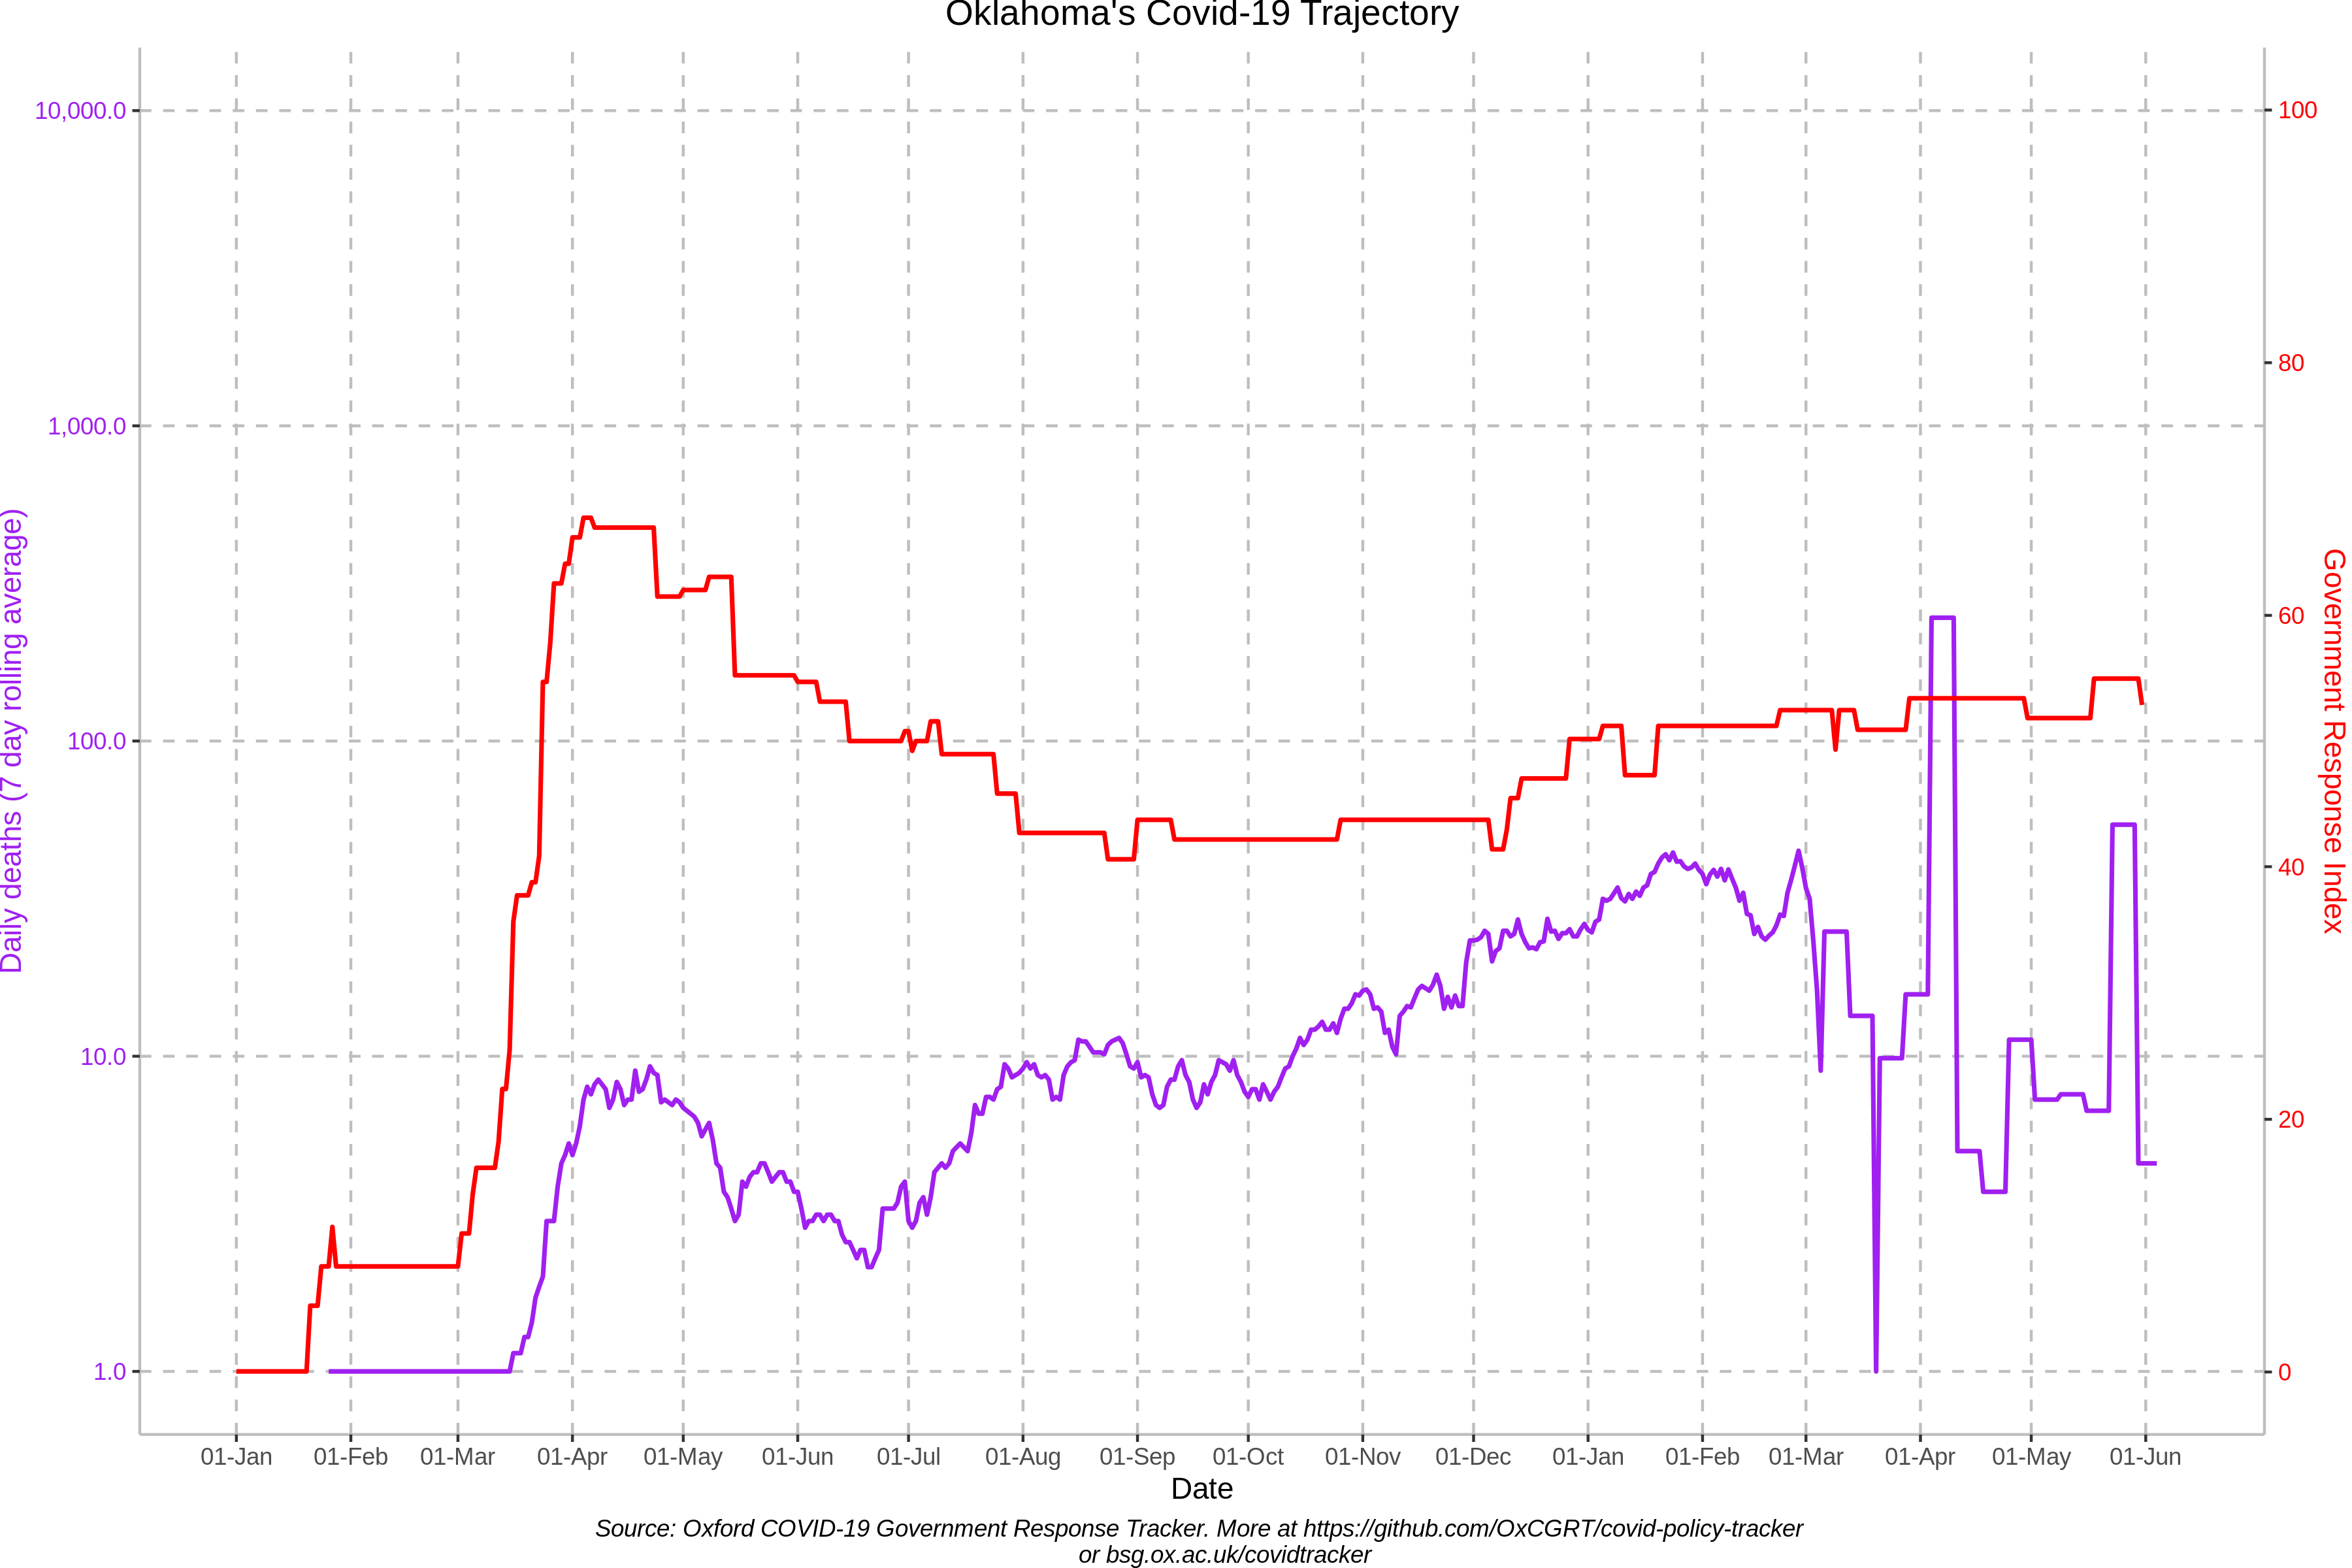 Oklahoma's Covid-19 Trajectory
10,000.0
1,000.0
100.0
10.0
1.0
Daily deaths (7 day rolling average)
100
80
60
40
20
0
Government Response Index
01-Jan 01-Feb 01-Mar 01-Apr 01-May 01-Jun 01-Jul 01-Aug 01-Sep 01-Oct 01-Nov 01-Dec 01-Jan 01-Feb 01-Mar 01-Apr 01-May 01-Jun
Date
Source: Oxford COVID-19 Government Response Tracker. More at https://github.com/OxCGRT/covid-policy-tracker
or bsg.ox.ac.uk/covidtracker